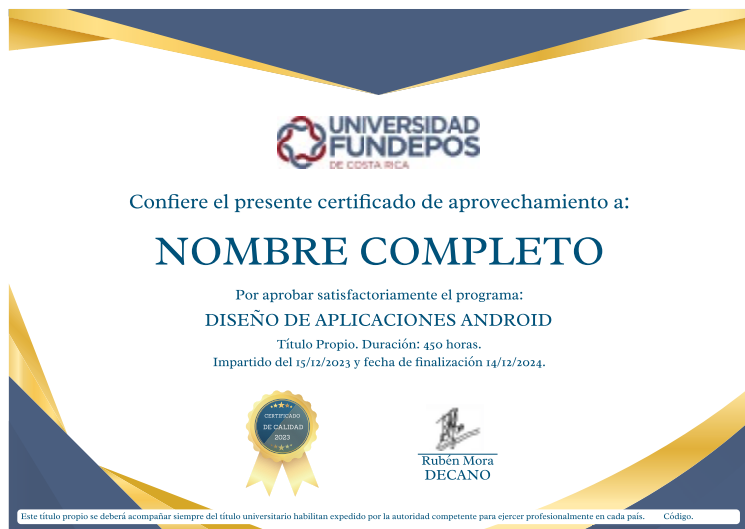 UNIVERSIDAD
FUNDEPOS
DE COSTA RICA
Confiere el presente certificado de aprovechamiento a:
NOMBRE COMPLETO
Por aprobar satisfactoriamente el programa:
DISEÑO DE APLICACIONES ANDROID
Título Propio. Duración: 450 horas.
Impartido del 15/12/2023 y fecha de finalización 14/12/2024.
CERTIFICADO
DE CALIDAD
2023
Rubén Mora
DECANO
Este título propio se deberá acompañar siempre del título universitario habilitan expedido por la autoridad competente para ejercer profesionalmente en cada país. Código.